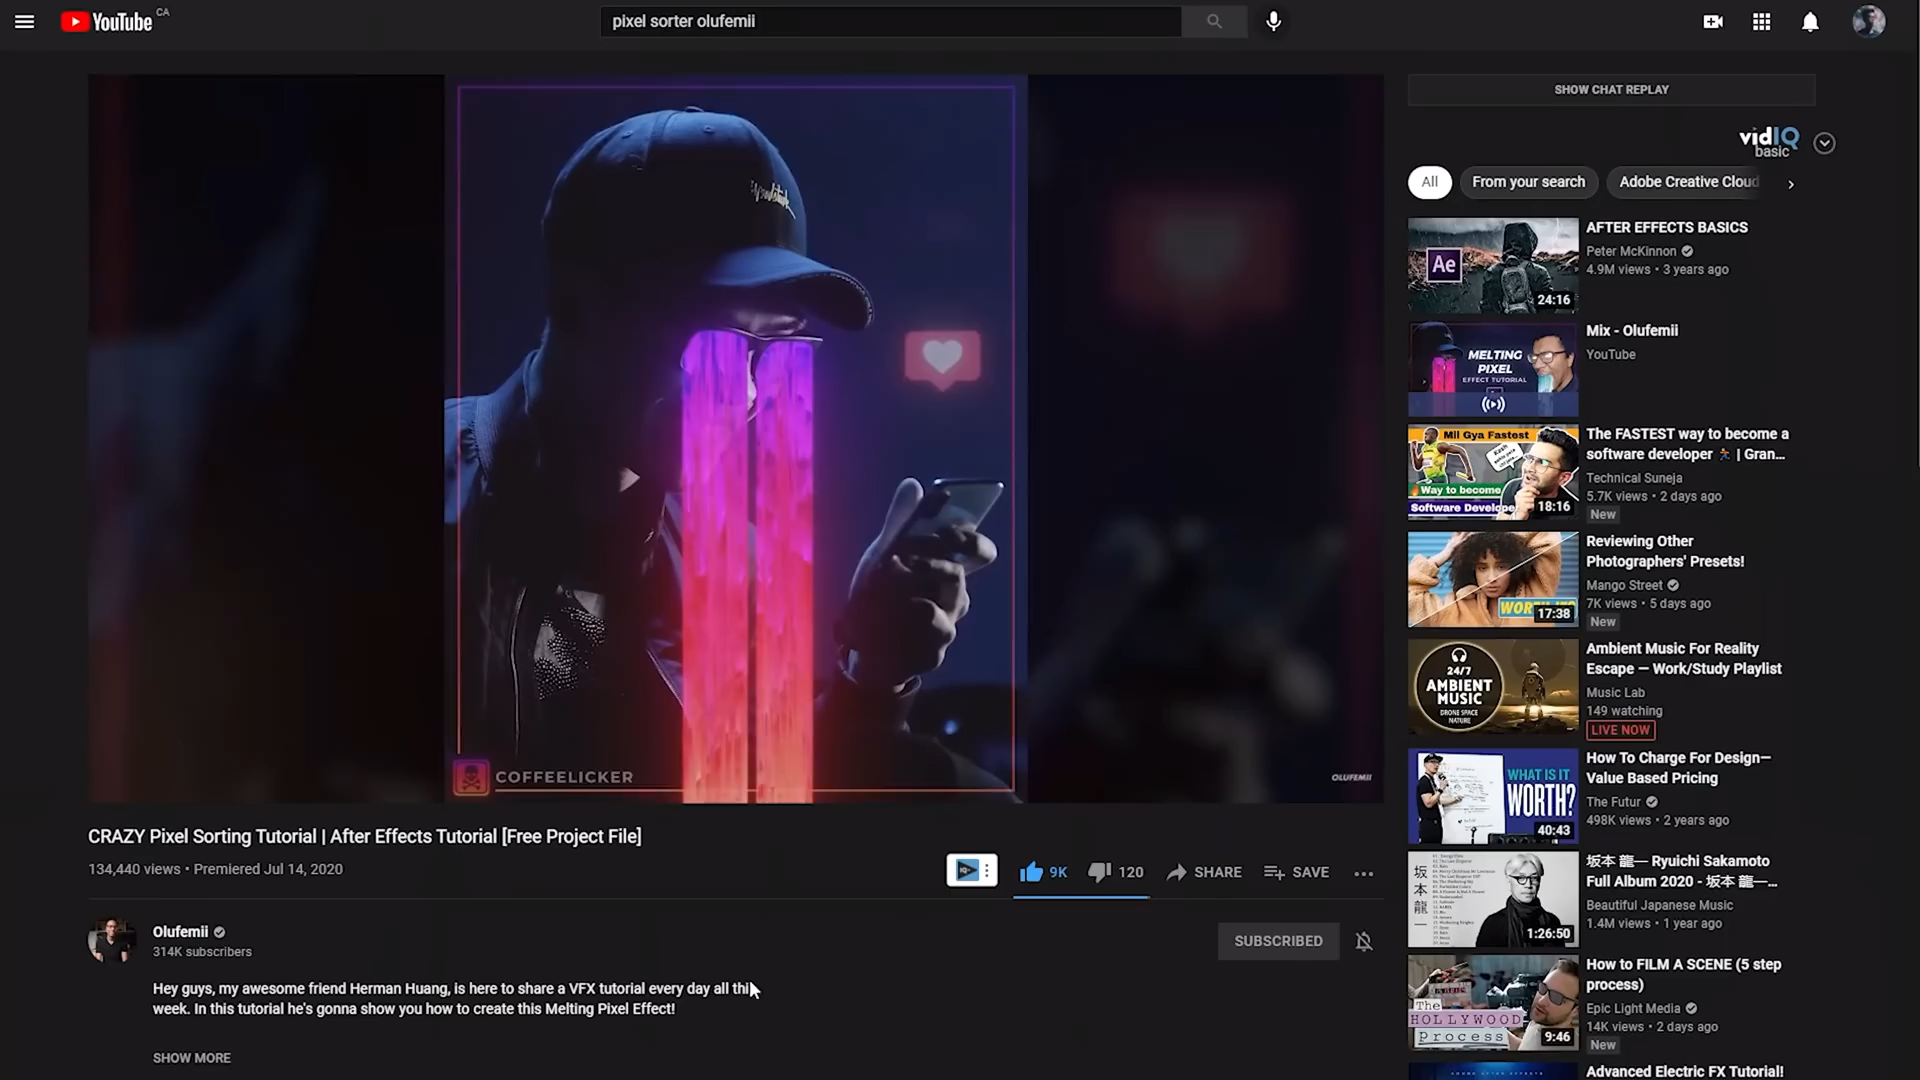 YouTube CA
pixel sorter olufemii
COFFEELICKER
OLUFEMII
CRAZY Pixel Sorting Tutorial | After Effects Tutorial [Free Project File]
134,440 views • Premiered Jul 14, 2020
9K
120
SHARE
SAVE
Olufemii
314K subscribers
SUBSCRIBED
Hey guys, my awesome friend Herman Huang, is here to share a VFX tutorial every day all this
week. In this tutorial he's gonna show you how to create this Melting Pixel Effect!
SHOW MORE
SHOW CHAT REPLAY
vidIQ
basic
All
From your search
Adobe Creative Cloud
Ae
24:16
AFTER EFFECTS BASICS
Peter McKinnon
4.9M views • 3 years ago
MELTING
PIXEL
EFFECT TUTORIAL
Mix - Olufemii
YouTube
Mil Gya Fastest
Way to become
Software Develope
18:16
The FASTEST way to become a
software developer 🏃 | Gran...
Technical Suneja
5.7K views • 2 days ago
New
17:38
Reviewing Other
Photographers' Presets!
Mango Street
7K views • 5 days ago
New
24/7
AMBIENT
MUSIC
DRONE SPACE
NATURE
Ambient Music For Reality
Escape — Work/Study Playlist
Music Lab
149 watching
LIVE NOW
WHAT IS IT
WORTH?
40:43
How To Charge For Design—
Value Based Pricing
The Futur
498K views • 2 years ago
坂本龍一
1:26:50
坂本 龍一 Ryuichi Sakamoto
Full Album 2020 - 坂本 龍一...
Beautiful Japanese Music
1.4M views • 1 year ago
The
HOLLYWOOD
Process
9:46
How to FILM A SCENE (5 step
process)
Epic Light Media
14K views • 2 days ago
New
Advanced Electric FX Tutorial!